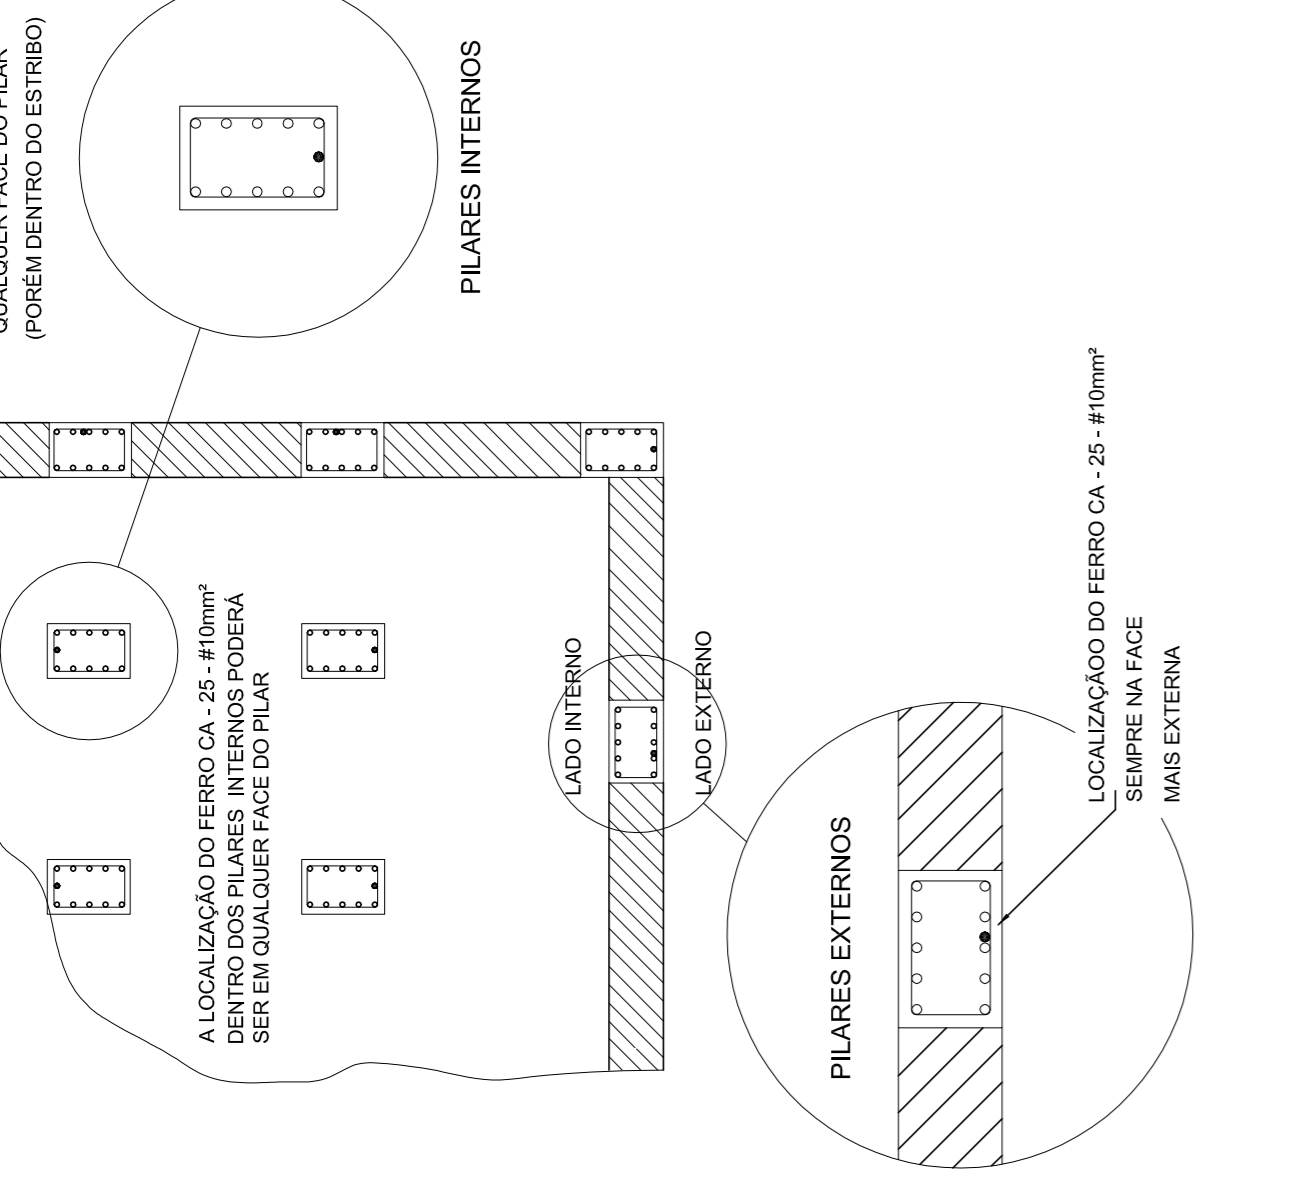 QUALQUER FACE DO PILAR
(PORÉM DENTRO DO ESTRIBO)
PILARES INTERNOS
A LOCALIZAÇÃO DO FERRO CA - 25 - #10mm²
DENTRO DOS PILARES INTERNOS PODERÁ
SER EM QUALQUER FACE DO PILAR
LADO INTERNO
LADO EXTERNO
PILARES EXTERNOS
LOCALIZAÇÃOO DO FERRO CA - 25 - #10mm²
SEMPRE NA FACE
MAIS EXTERNA